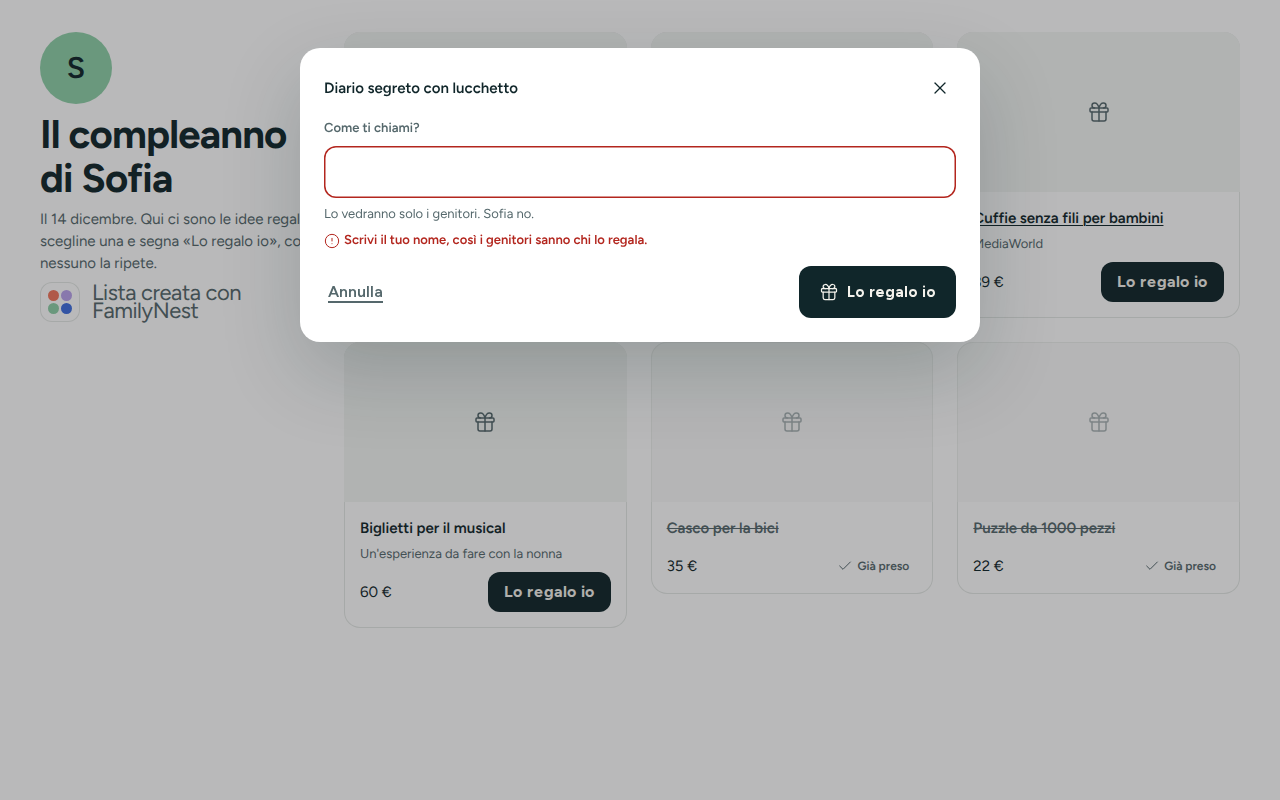 S
Il compleanno
di Sofia
Il 14 dicembre. Qui ci sono le idee regal
scegline una e segna «Lo regalo io», co
nessuno la ripete.
Lista creata con
FamilyNest
Diario segreto con lucchetto
Come ti chiami?
Lo vedranno solo i genitori. Sofia no.
Scrivi il tuo nome, così i genitori sanno chi lo regala.
Annulla
Lo regalo io
Cuffie senza fili per bambini
MediaWorld
39 €
Lo regalo io
Biglietti per il musical
Un'esperienza da fare con la nonna
60 €
Lo regalo io
Casco per la bici
35 €
Già preso
Puzzle da 1000 pezzi
22 €
Già preso